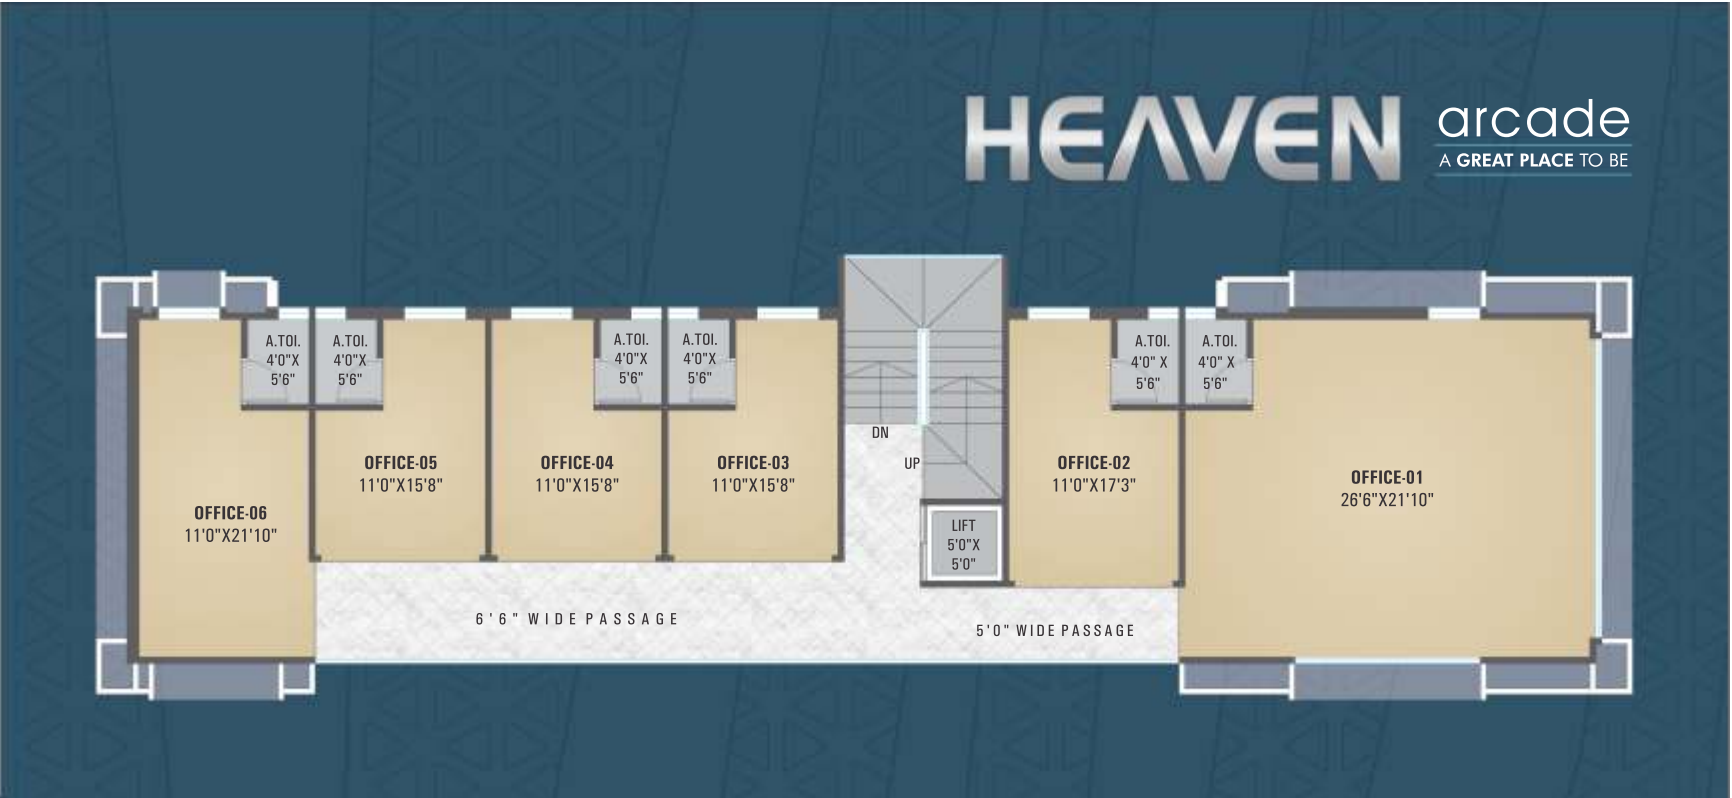 HEAVEN
arcade
A GREAT PLACE TO BE
A.TOI.
4'0"X
5'6"
A.TOI.
4'0"X
5'6"
A.TOI.
4'0"X
5'6"
A.TOI.
4'0"X
5'6"
A.TOI.
4'0" X
5'6"
A.TOI.
4'0" X
5'6"
OFFICE-06
11'0"X21'10"
OFFICE-05
11'0"X15'8"
OFFICE-04
11'0"X15'8"
OFFICE-03
11'0"X15'8"
DN
UP
LIFT
5'0"X
5'0"
OFFICE-02
11'0"X17'3"
OFFICE-01
26'6"X21'10"
6'6" WIDE PASSAGE
5'0" WIDE PASSAGE